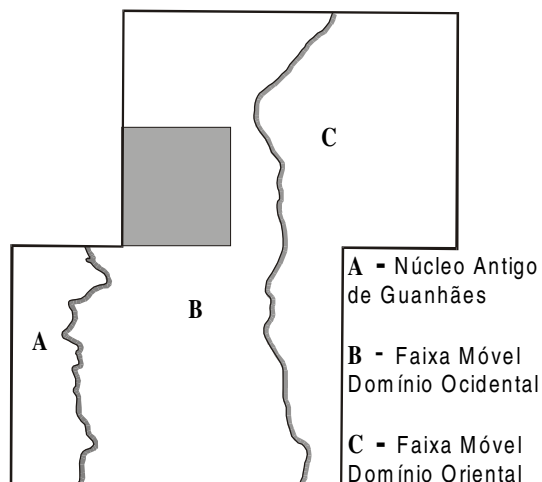 C
A - Núcleo Antigo
de Guanhães
B
A
B - Faixa Móvel
Domínio Ocidental
C - Faixa Móvel
Domínio Oriental